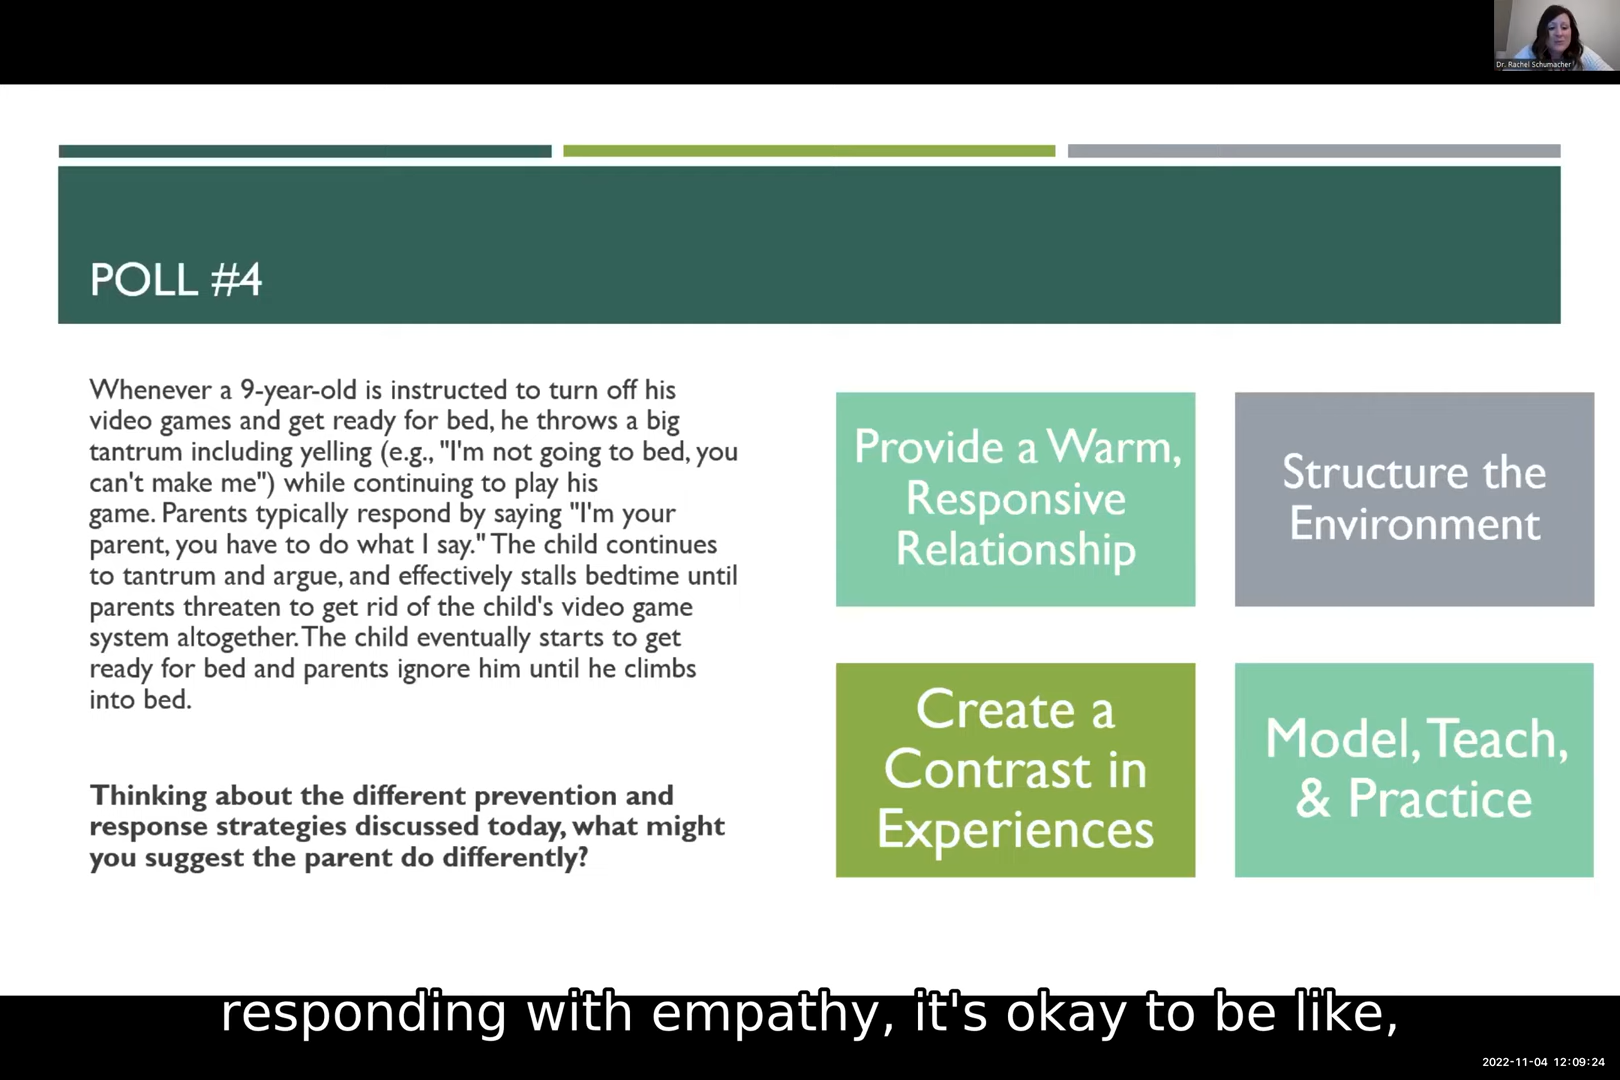 Dr. Rachel Schumacher
POLL #4
Whenever a 9-year-old is instructed to turn off his
video games and get ready for bed, he throws a big
tantrum including yelling (e.g., "I'm not going to bed, you
can't make me") while continuing to play his
game. Parents typically respond by saying "I'm your
parent, you have to do what I say." The child continues
to tantrum and argue, and effectively stalls bedtime until
parents threaten to get rid of the child's video game
system altogether. The child eventually starts to get
ready for bed and parents ignore him until he climbs
into bed.
Thinking about the different prevention and
response strategies discussed today, what might
you suggest the parent do differently?
Provide a Warm,
Responsive
Relationship
Structure the
Environment
Create a
Contrast in
Experiences
Model, Teach,
& Practice
responding with empathy, it's okay to be like,
2022-11-04 12:09:24